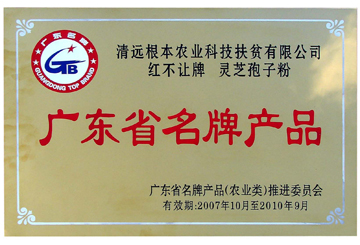 广东名牌
GTB
GUANGDONG TOP BRAND
清远根本农业科技扶贫有限公司
红不让牌 灵芝孢子粉
广东省名牌产品
广东省名牌产品(农业类)推进委员会
有效期:2007年10月至2010年9月